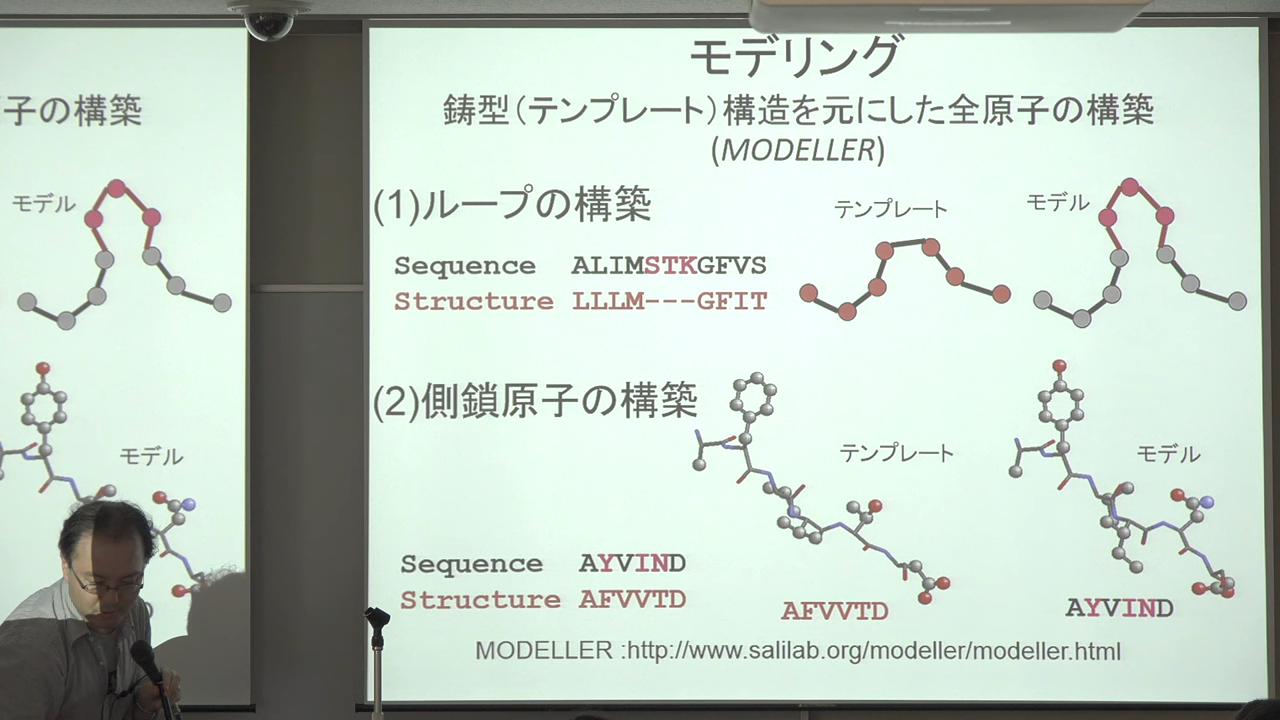 モデリング
鋳型(テンプレート)構造を元にした全原子の構築
(MODELLER)
(1)ループの構築
テンプレート
モデル
Sequence ALIMSTKGFVS
Structure LLLM---GFIT
(2)側鎖原子の構築
テンプレート
モデル
Sequence AYVIND
Structure AFVVTD
AFVVTD
AYVIND
MODELLER :http://www.salilab.org/modeller/modeller.html
子の構築
モデル
モデル